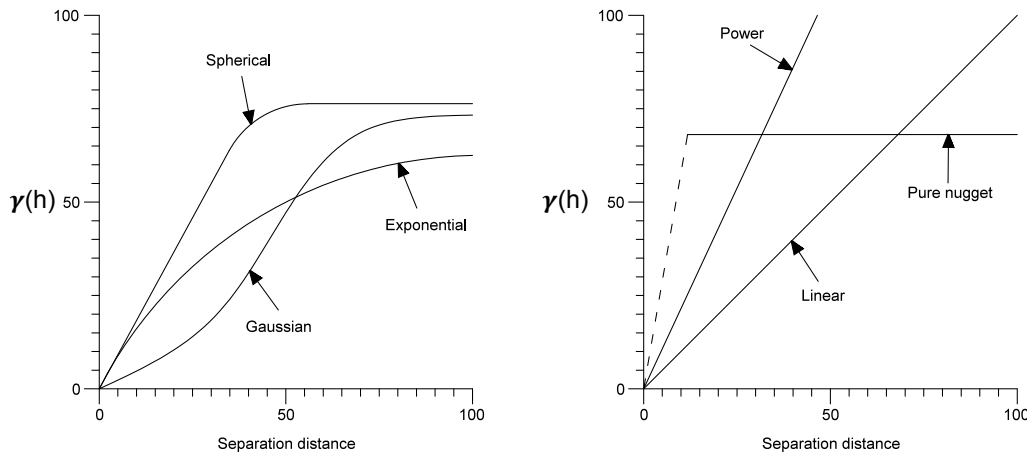 100
Spherical
γ(h)
50
Exponential
Gaussian
0
0
50
100
Separation distance
100
Power
γ(h)
50
Pure nugget
Linear
0
0
50
100
Separation distance